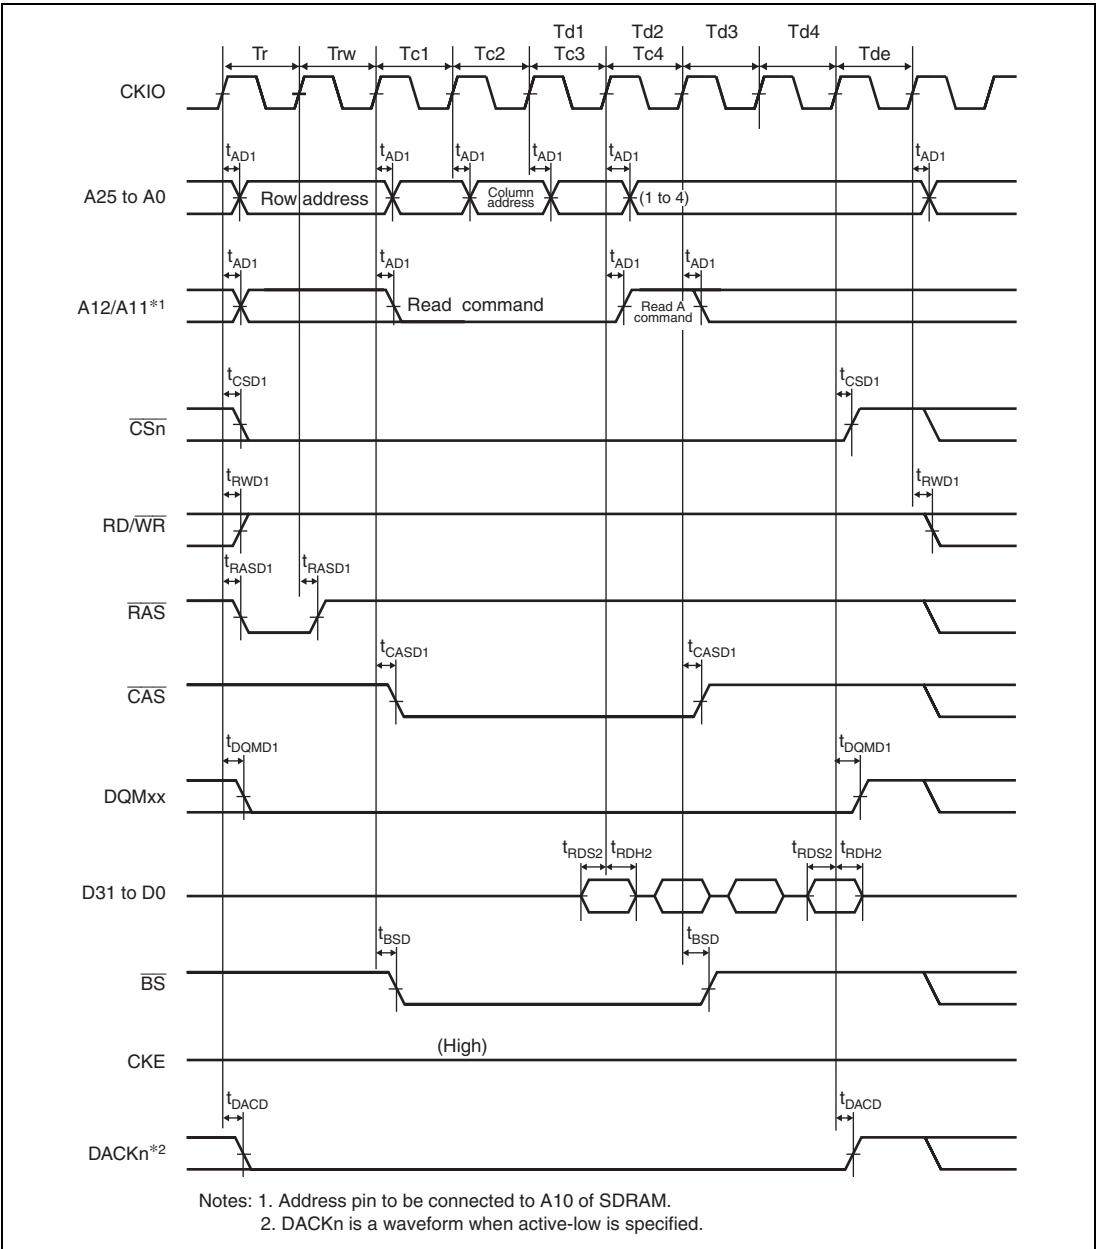 Td1 Td2 Td3 Td4
Tr Trw Tc1 Tc2 Tc3 Tc4 Tde
CKIO
tAD1 tAD1 tAD1 tAD1 tAD1 tAD1
A25 to A0 Row address Column address (1 to 4)
tAD1 tAD1 tAD1 tAD1
A12/A11*1 Read command Read A command
tCSD1 tCSD1
CSn
tRWD1 tRWD1
RD/WR
tRASD1 tRASD1
RAS
tCASD1 tCASD1
CAS
tDQMD1 tDQMD1
DQMxx
tRDS2 tRDH2 tRDS2 tRDH2
D31 to D0
tBSD tBSD
BS
(High)
CKE
tDACD tDACD
DACKn*2
Notes: 1. Address pin to be connected to A10 of SDRAM.
2. DACKn is a waveform when active-low is specified.